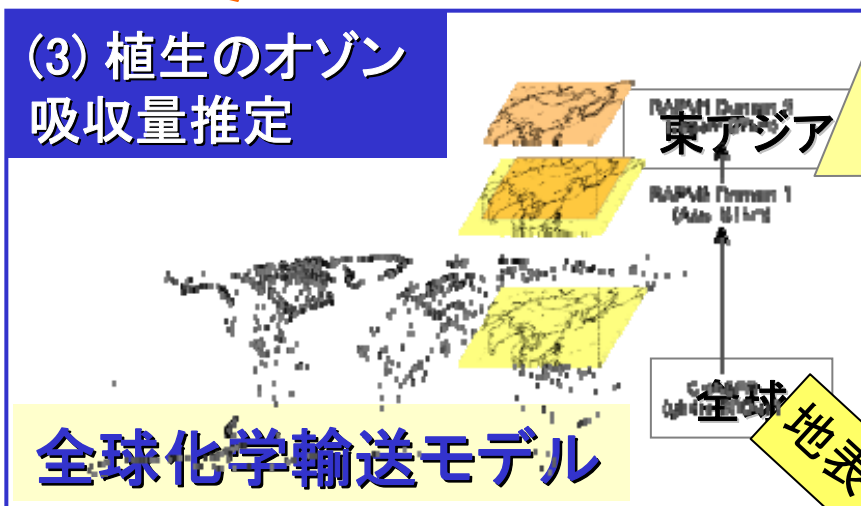 (3) 植生のオゾン
吸収量推定
東アジア
全球
地表
全球化学輸送モデル